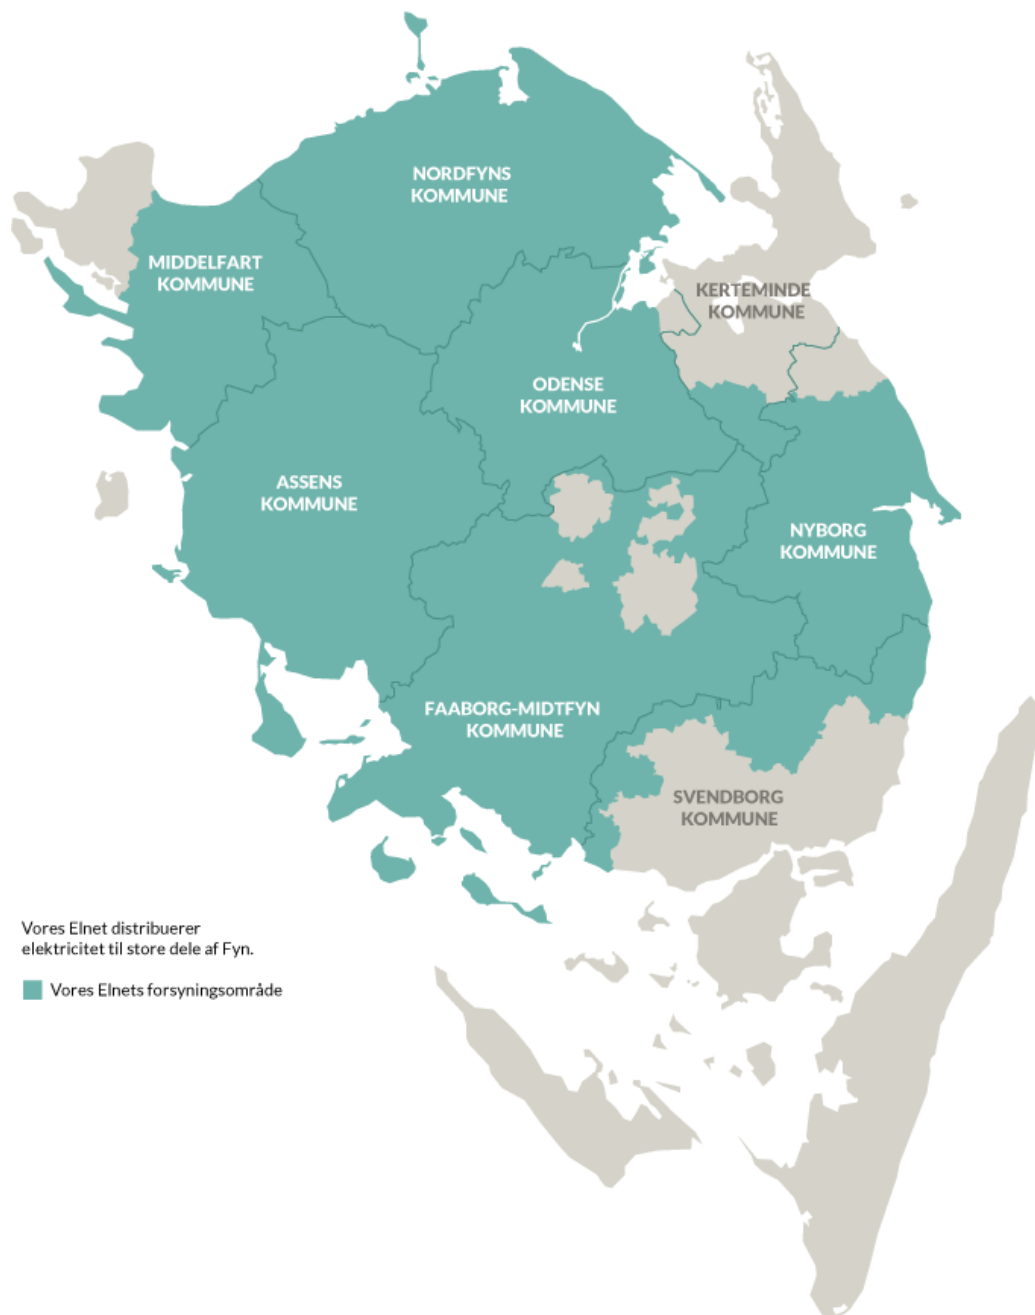 NORDFYNS
KOMMUNE
MIDDELFART
KOMMUNE
KERTEMINDE
KOMMUNE
ODENSE
KOMMUNE
ASSENS
KOMMUNE
NYBORG
KOMMUNE
FAABORG-MIDTFYN
KOMMUNE
SVENDBORG
KOMMUNE
Vores Elnet distribuerer
elektricitet til store dele af Fyn.
Vores Elnets forsyningsområde